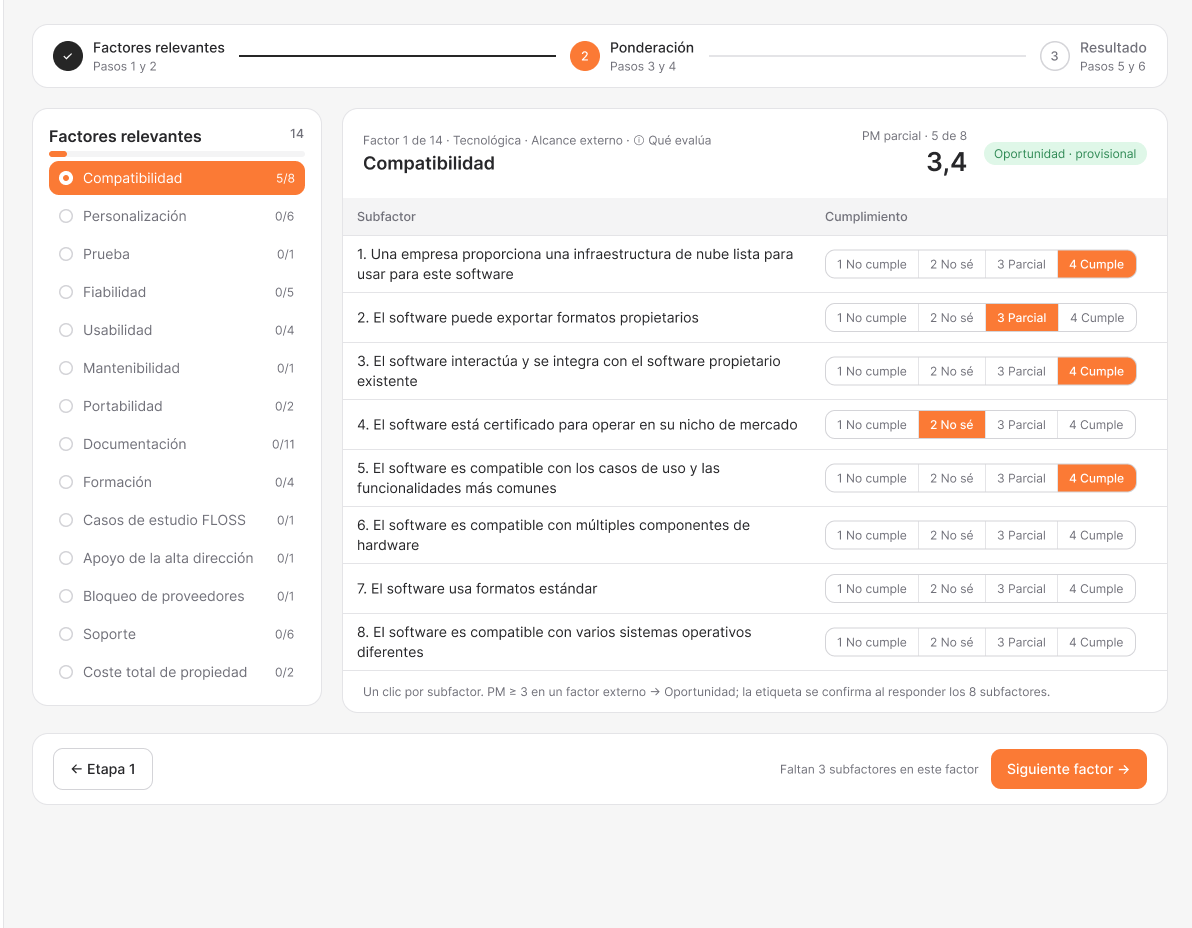 Factores relevantes
Pasos 1 y 2
2
Ponderación
Pasos 3 y 4
3
Resultado
Pasos 5 y 6
Factores relevantes
14
Compatibilidad 5/8
Personalización 0/6
Prueba 0/1
Fiabilidad 0/5
Usabilidad 0/4
Mantenibilidad 0/1
Portabilidad 0/2
Documentación 0/11
Formación 0/4
Casos de estudio FLOSS 0/1
Apoyo de la alta dirección 0/1
Bloqueo de proveedores 0/1
Soporte 0/6
Coste total de propiedad 0/2
Factor 1 de 14 · Tecnológica · Alcance externo · ⓘ Qué evalúa
Compatibilidad
PM parcial · 5 de 8
3,4
Oportunidad · provisional
Subfactor Cumplimiento
1. Una empresa proporciona una infraestructura de nube lista para
usar para este software
1 No cumple 2 No sé 3 Parcial 4 Cumple
2. El software puede exportar formatos propietarios
1 No cumple 2 No sé 3 Parcial 4 Cumple
3. El software interactúa y se integra con el software propietario
existente
1 No cumple 2 No sé 3 Parcial 4 Cumple
4. El software está certificado para operar en su nicho de mercado
1 No cumple 2 No sé 3 Parcial 4 Cumple
5. El software es compatible con los casos de uso y las
funcionalidades más comunes
1 No cumple 2 No sé 3 Parcial 4 Cumple
6. El software es compatible con múltiples componentes de
hardware
1 No cumple 2 No sé 3 Parcial 4 Cumple
7. El software usa formatos estándar
1 No cumple 2 No sé 3 Parcial 4 Cumple
8. El software es compatible con varios sistemas operativos
diferentes
1 No cumple 2 No sé 3 Parcial 4 Cumple
Un clic por subfactor. PM ≥ 3 en un factor externo → Oportunidad; la etiqueta se confirma al responder los 8 subfactores.
← Etapa 1
Faltan 3 subfactores en este factor
Siguiente factor →